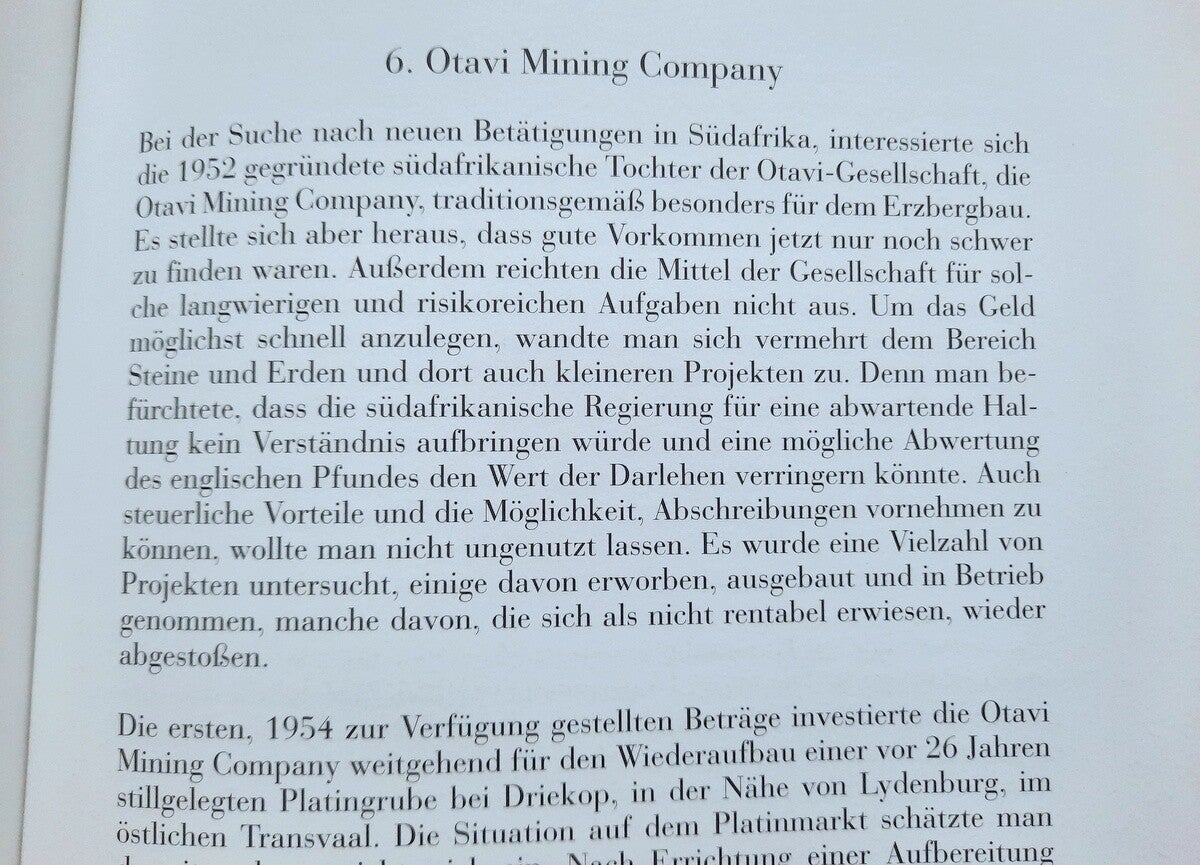 6. Otavi Mining Company
Bei der Suche nach neuen Betätigungen in Südafrika, interessierte sich
die 1952 gegründete südafrikanische Tochter der Otavi-Gesellschaft, die
Otavi Mining Company, traditionsgemäß besonders für dem Erzbergbau.
Es stellte sich aber heraus, dass gute Vorkommen jetzt nur noch schwer
zu finden waren. Außerdem reichten die Mittel der Gesellschaft für sol-
che langwierigen und risikoreichen Aufgaben nicht aus. Um das Geld
möglichst schnell anzulegen, wandte man sich vermehrt dem Bereich
Steine und Erden und dort auch kleineren Projekten zu. Denn man be-
fürchtete, dass die südafrikanische Regierung für eine abwartende Hal-
tung kein Verständnis aufbringen würde und eine mögliche Abwertung
des englischen Pfundes den Wert der Darlehen verringern könnte. Auch
steuerliche Vorteile und die Möglichkeit, Abschreibungen vornehmen zu
können, wollte man nicht ungenutzt lassen. Es wurde eine Vielzahl von
Projekten untersucht, einige davon erworben, ausgebaut und in Betrieb
genommen, manche davon, die sich als nicht rentabel erwiesen, wieder
abgestoßen.
Die ersten, 1954 zur Verfügung gestellten Beträge investierte die Otavi
Mining Company weitgehend für den Wiederaufbau einer vor 26 Jahren
stillgelegten Platingrube bei Driekop, in der Nähe von Lydenburg, im
östlichen Transvaal. Die Situation auf dem Platinmarkt schätzte man
ein. Nach Errichtung einer Aufbereitung